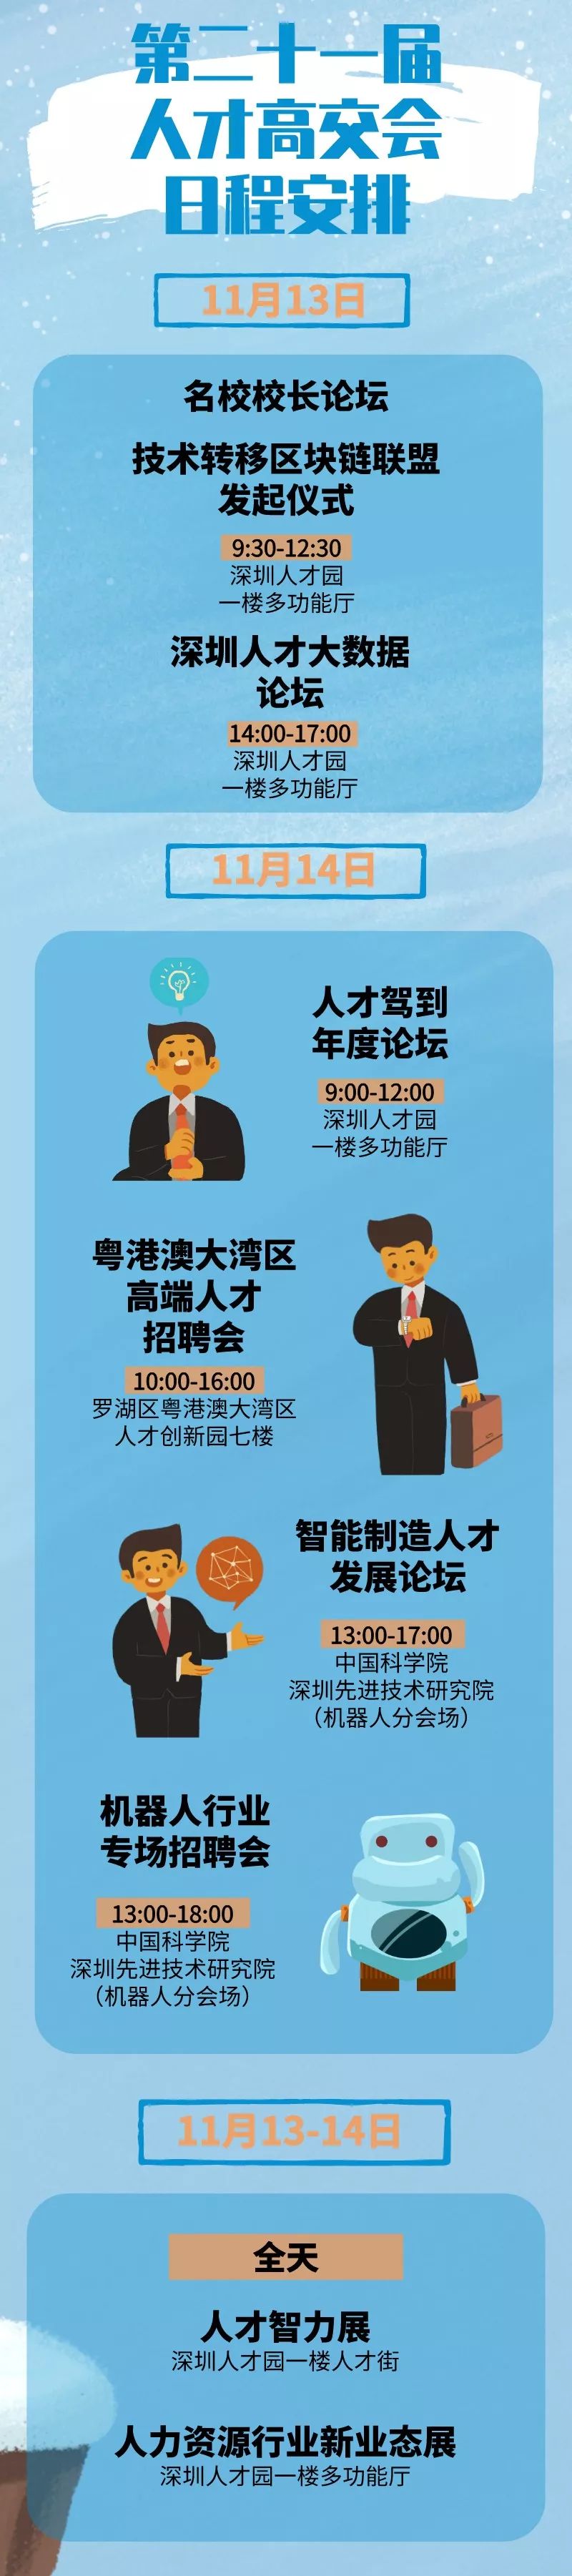 第二十一届
人才高交会
日程安排
11月13日
名校校长论坛
技术转移区块链联盟
发起仪式
9:30-12:30
深圳人才园
一楼多功能厅
深圳人才大数据
论坛
14:00-17:00
深圳人才园
一楼多功能厅
11月14日
人才驾到
年度论坛
9:00-12:00
深圳人才园
一楼多功能厅
粤港澳大湾区
高端人才
招聘会
10:00-16:00
罗湖区粤港澳大湾区
人才创新园七楼
智能制造人才
发展论坛
13:00-17:00
中国科学院
深圳先进技术研究院
（机器人分会场）
机器人行业
专场招聘会
13:00-18:00
中国科学院
深圳先进技术研究院
（机器人分会场）
11月13-14日
全天
人才智力展
深圳人才园一楼人才街
人力资源行业新业态展
深圳人才园一楼多功能厅